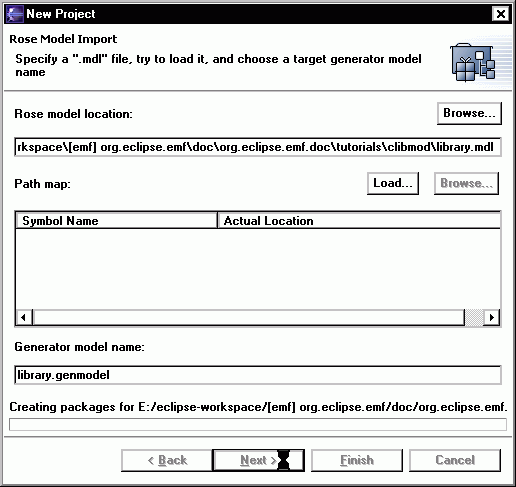 New Project
Rose Model Import
Specify a ".mdl" file, try to load it, and choose a target generator model
name
Rose model location:
Browse...
rkspace\[emf] org.eclipse.emf\doc\org.eclipse.emf.doc\tutorials\clibmod\library.mdl
Path map:
Load...
Browse...
Symbol Name
Actual Location
Generator model name:
library.genmodel
Creating packages for E:/eclipse-workspace/[emf] org.eclipse.emf/doc/org.eclipse.emf.
< Back
Next >
Finish
Cancel